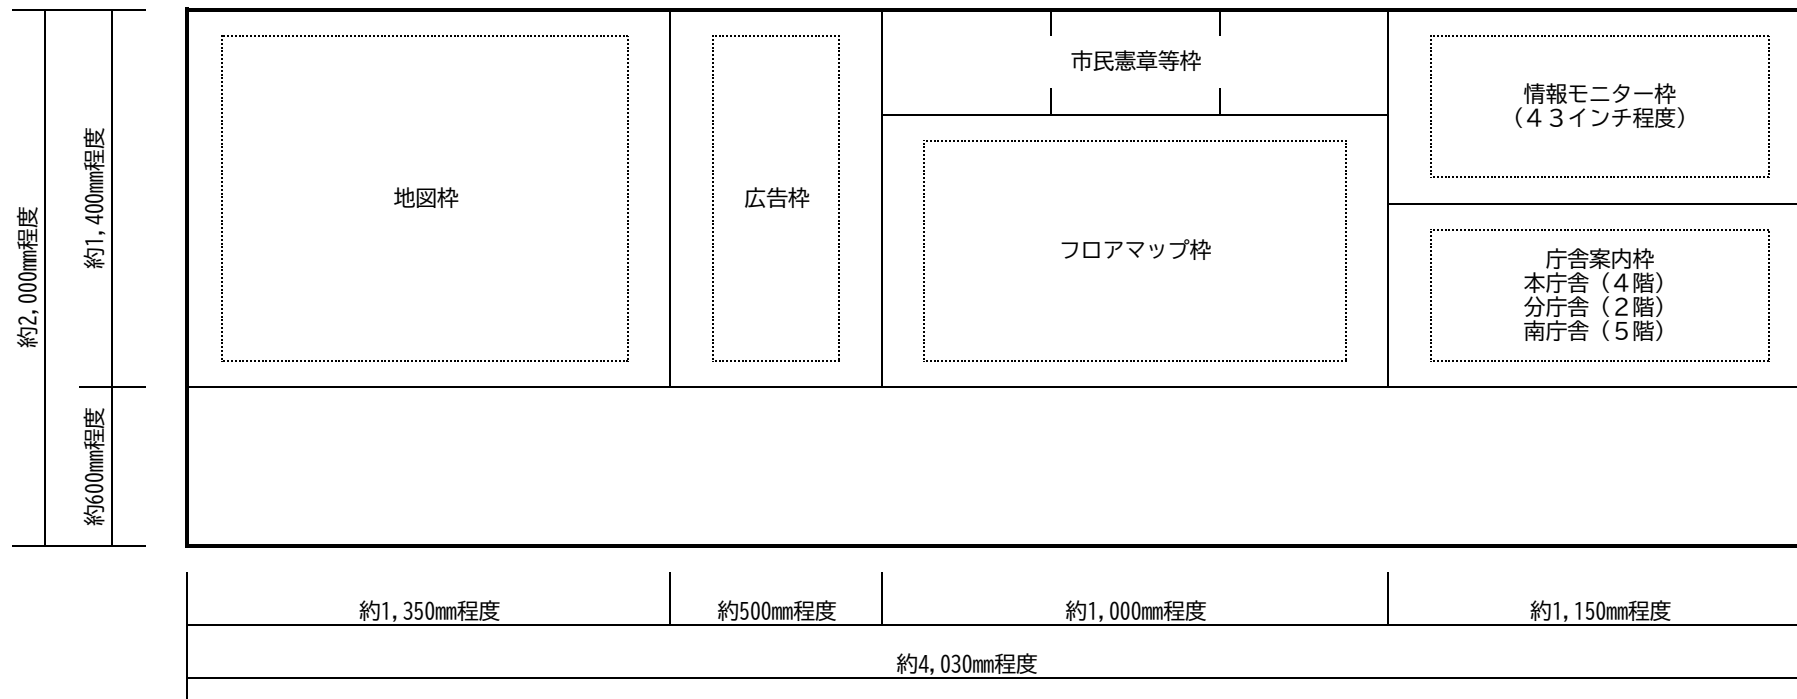 市民憲章等枠
情報モニター枠
（４３インチ程度）
地図枠
広告枠
フロアマップ枠
庁舎案内枠
本庁舎（４階）
分庁舎（２階）
南庁舎（５階）
約2,000㎜程度
約1,400㎜程度
約600㎜程度
約1,350㎜程度
約500㎜程度
約1,000㎜程度
約1,150㎜程度
約4,030㎜程度